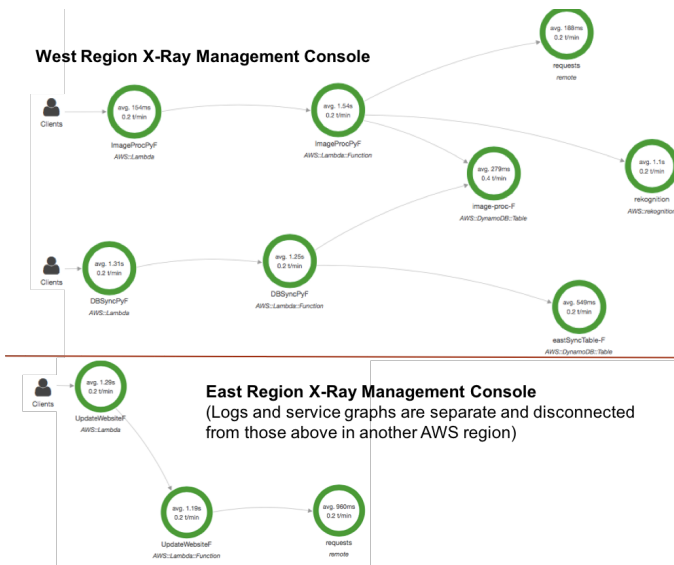 West Region X-Ray Management Console
avg. 188ms
0.2 t/min
requests
remote
Clients
avg. 154ms
0.2 t/min
ImageProcPyF
AWS::Lambda
avg. 1.54s
0.2 t/min
ImageProcPyF
AWS::Lambda::Function
avg. 279ms
0.4 t/min
image-proc-F
AWS::DynamoDB::Table
avg. 1.1s
0.2 t/min
rekognition
AWS::rekognition
Clients
avg. 1.31s
0.2 t/min
DBSyncPyF
AWS::Lambda
avg. 1.25s
0.2 t/min
DBSyncPyF
AWS::Lambda::Function
avg. 549ms
0.2 t/min
eastSyncTable-F
AWS::DynamoDB::Table
East Region X-Ray Management Console
(Logs and service graphs are separate and disconnected
from those above in another AWS region)
Clients
avg. 1.29s
0.2 t/min
UpdateWebsiteF
AWS::Lambda
avg. 1.19s
0.2 t/min
UpdateWebsiteF
AWS::Lambda::Function
avg. 960ms
0.2 t/min
requests
remote